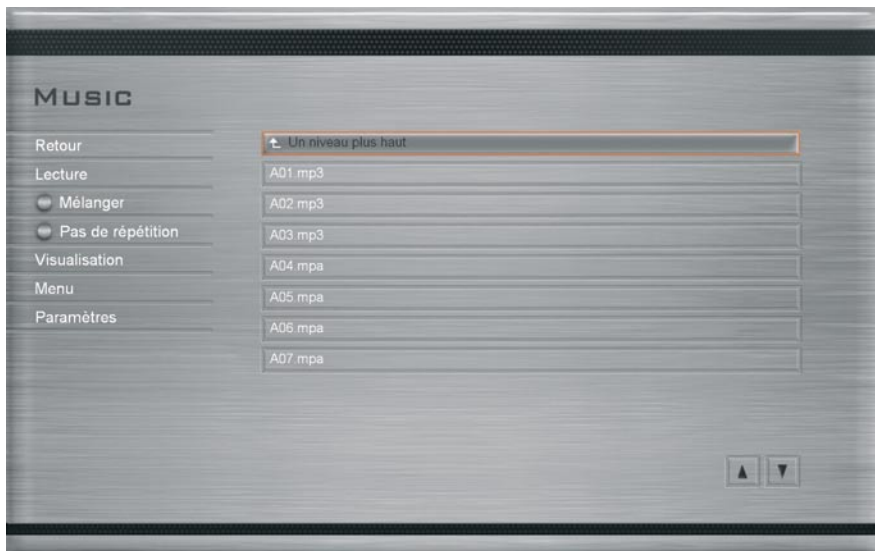 Music
Retour
Lecture
Mélanger
Pas de répétition
Visualisation
Menu
Paramètres
Un niveau plus haut
A01.mp3
A02.mp3
A03.mp3
A04.mpa
A05.mpa
A06.mpa
A07.mpa